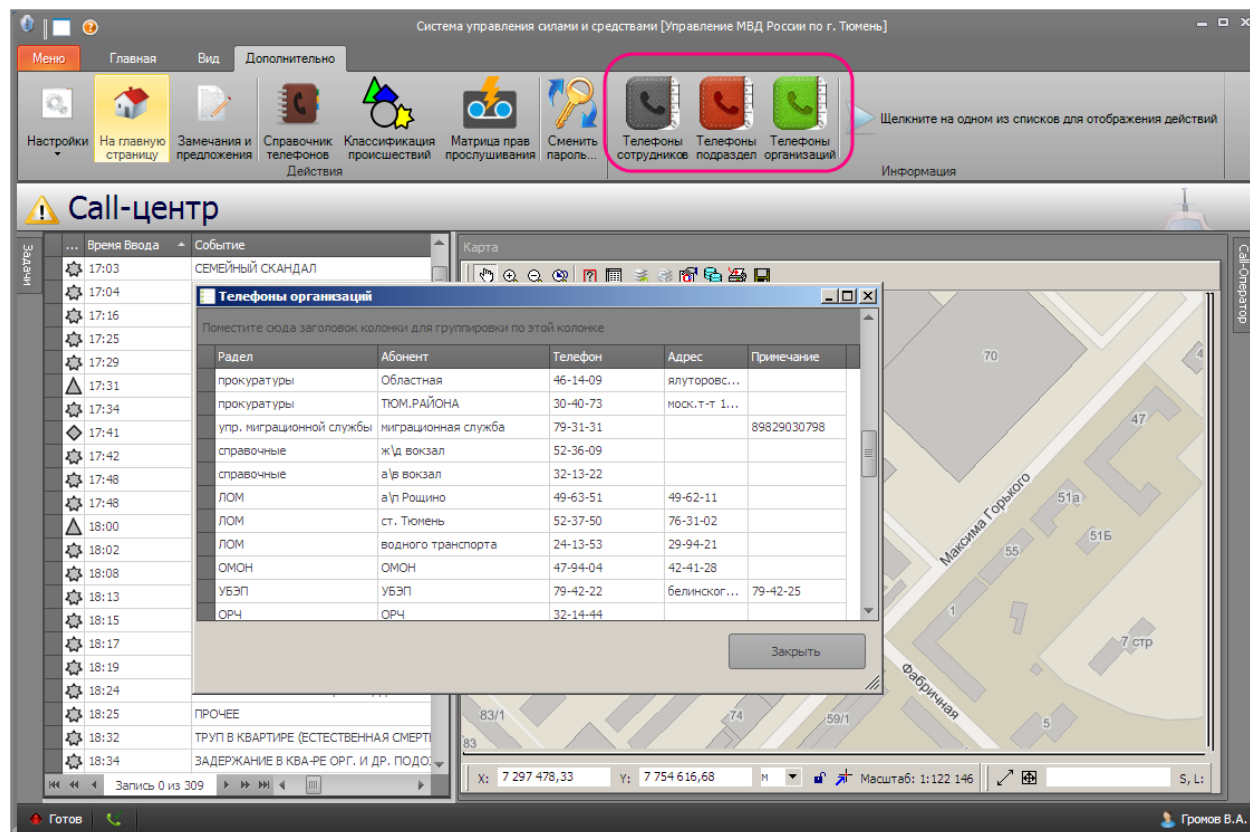 Система управления силами и средствами [Управление МВД России по г. Тюмень]
Меню Главная Вид Дополнительно
Настройки На главную страницу Замечания и предложения Справочник телефонов Классификация происшествий Матрица прав прослушивания Сменить пароль... Телефоны сотрудников Телефоны подраздел Телефоны организаций Щелкните на одном из списков для отображения действий
Действия Информация
Call-центр
Задачи
... Время Ввода Событие
17:03 СЕМЕЙНЫЙ СКАНДАЛ
17:04
17:16
17:25
17:29
17:31
17:34
17:41
17:42
17:48
17:48
18:00
18:02
18:08
18:13
18:15
18:17
18:19
18:24
18:25 ПРОЧЕЕ
18:32 ТРУП В КВАРТИРЕ (ЕСТЕСТВЕННАЯ СМЕРТЬ
18:34 ЗАДЕРЖАНИЕ В КВА-РЕ ОРГ. И ДР. ПОДО
Запись 0 из 309
Телефоны организаций
Поместите сюда заголовок колонки для группировки по этой колонке
Радел Абонент Телефон Адрес Примечание
прокуратуры Областная 46-14-09 ялуторовс...
прокуратуры ТЮМ.РАЙОНА 30-40-73 моск.т-т 1...
упр. миграционной службы миграционная служба 79-31-31 89829030798
справочные ж\д вокзал 52-36-09
справочные а\в вокзал 32-13-22
ЛОМ а\п Рощино 49-63-51 49-62-11
ЛОМ ст. Тюмень 52-37-50 76-31-02
ЛОМ водного транспорта 24-13-53 29-94-21
ОМОН ОМОН 47-94-04 42-41-28
УБЭП УБЭП 79-42-22 белинског... 79-42-25
ОРЧ ОРЧ 32-14-44
Закрыть
Карта
70
4
47
Максима Горького
51а
51Б
55
1
7 стр
Фабричная
83/1
74
59/1
5
83
X: 7 297 478,33 Y: 7 754 616,68 м Масштаб: 1:122 146 S, L:
Call-Оператор
Готов Громов В.А.